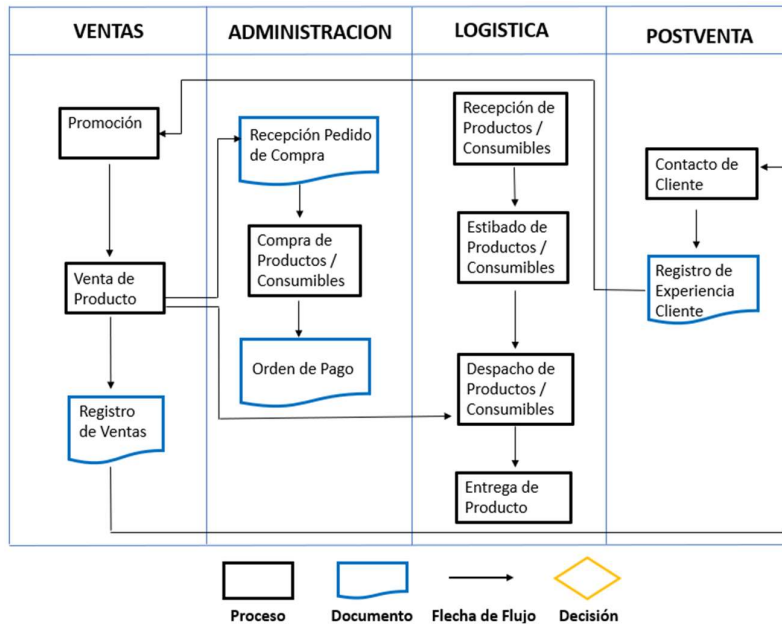 VENTAS
ADMINISTRACION
LOGISTICA
POSTVENTA
Promoción
Venta de
Producto
Registro
de Ventas
Recepción Pedido
de Compra
Compra de
Productos /
Consumibles
Orden de Pago
Recepción de
Productos /
Consumibles
Estibado de
Productos /
Consumibles
Despacho de
Productos /
Consumibles
Entrega de
Producto
Contacto de
Cliente
Registro de
Experiencia
Cliente
Proceso
Documento
Flecha de Flujo
Decisión